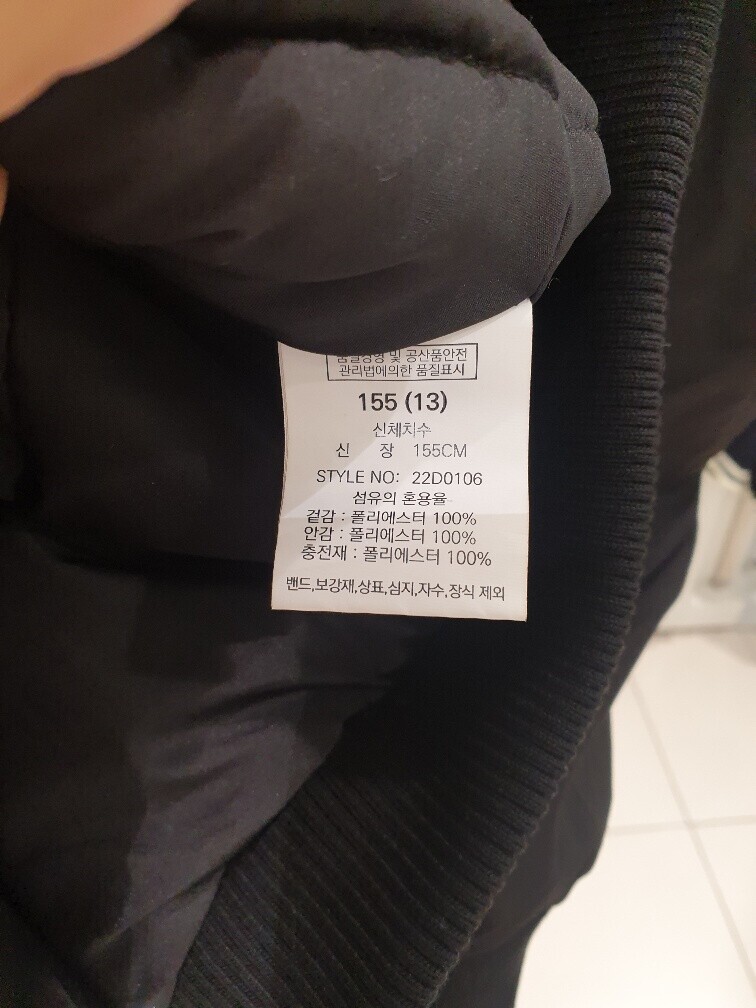 품질경영 및 공산품안전
관리법에의한 품질표시
155 (13)
신체치수
신 장 155CM
STYLE NO: 22D0106
섬유의 혼용율
겉감 : 폴리에스터 100%
안감 : 폴리에스터 100%
충전재 : 폴리에스터 100%
밴드,보강재,상표,심지,자수,장식 제외